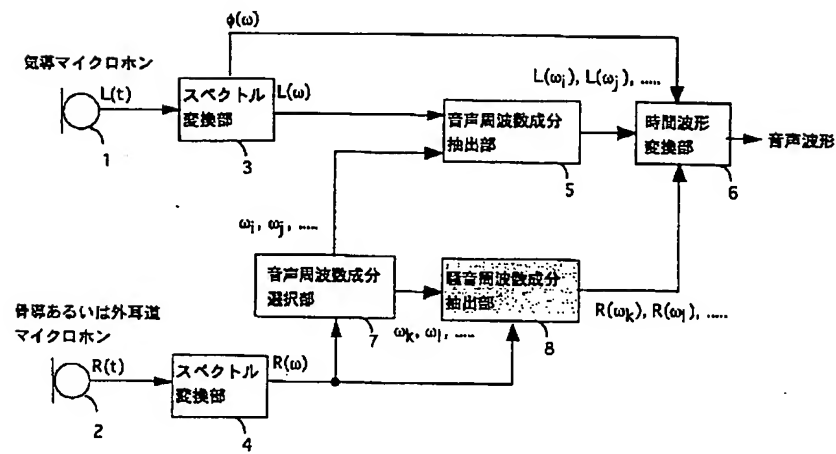 φ(ω)
気導マイクロホン
L(t)
1
スペクトル
変換部
3
L(ω)
音声周波数成分
抽出部
5
L(ωi), L(ωj), .....
時間波形
変換部
6
音声波形
ωi, ωj, .....
音声周波数成分
選択部
7
ωk, ωl, .....
騒音周波数成分
抽出部
8
R(ωk), R(ωl), .....
骨導あるいは外耳道
マイクロホン
R(t)
2
スペクトル
変換部
4
R(ω)